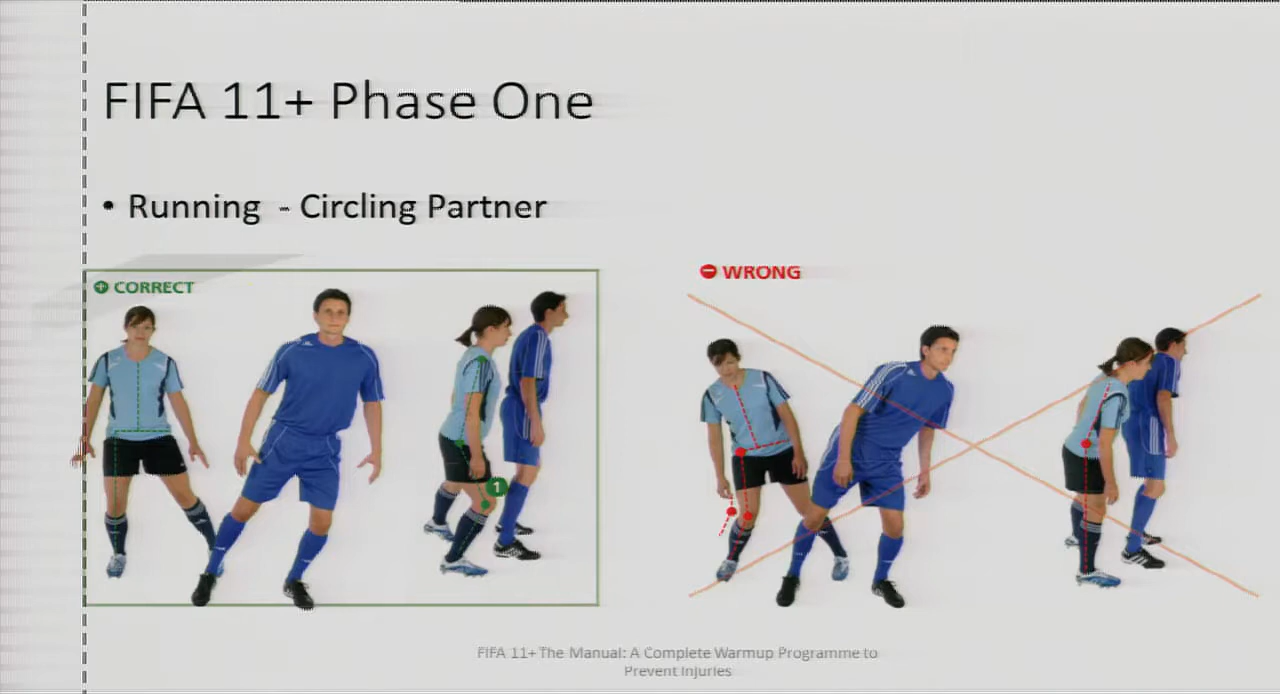 FIFA 11+ Phase One
• Running - Circling Partner
CORRECT
WRONG
1
FIFA 11+ The Manual: A Complete Warmup Programme to
Prevent Injuries